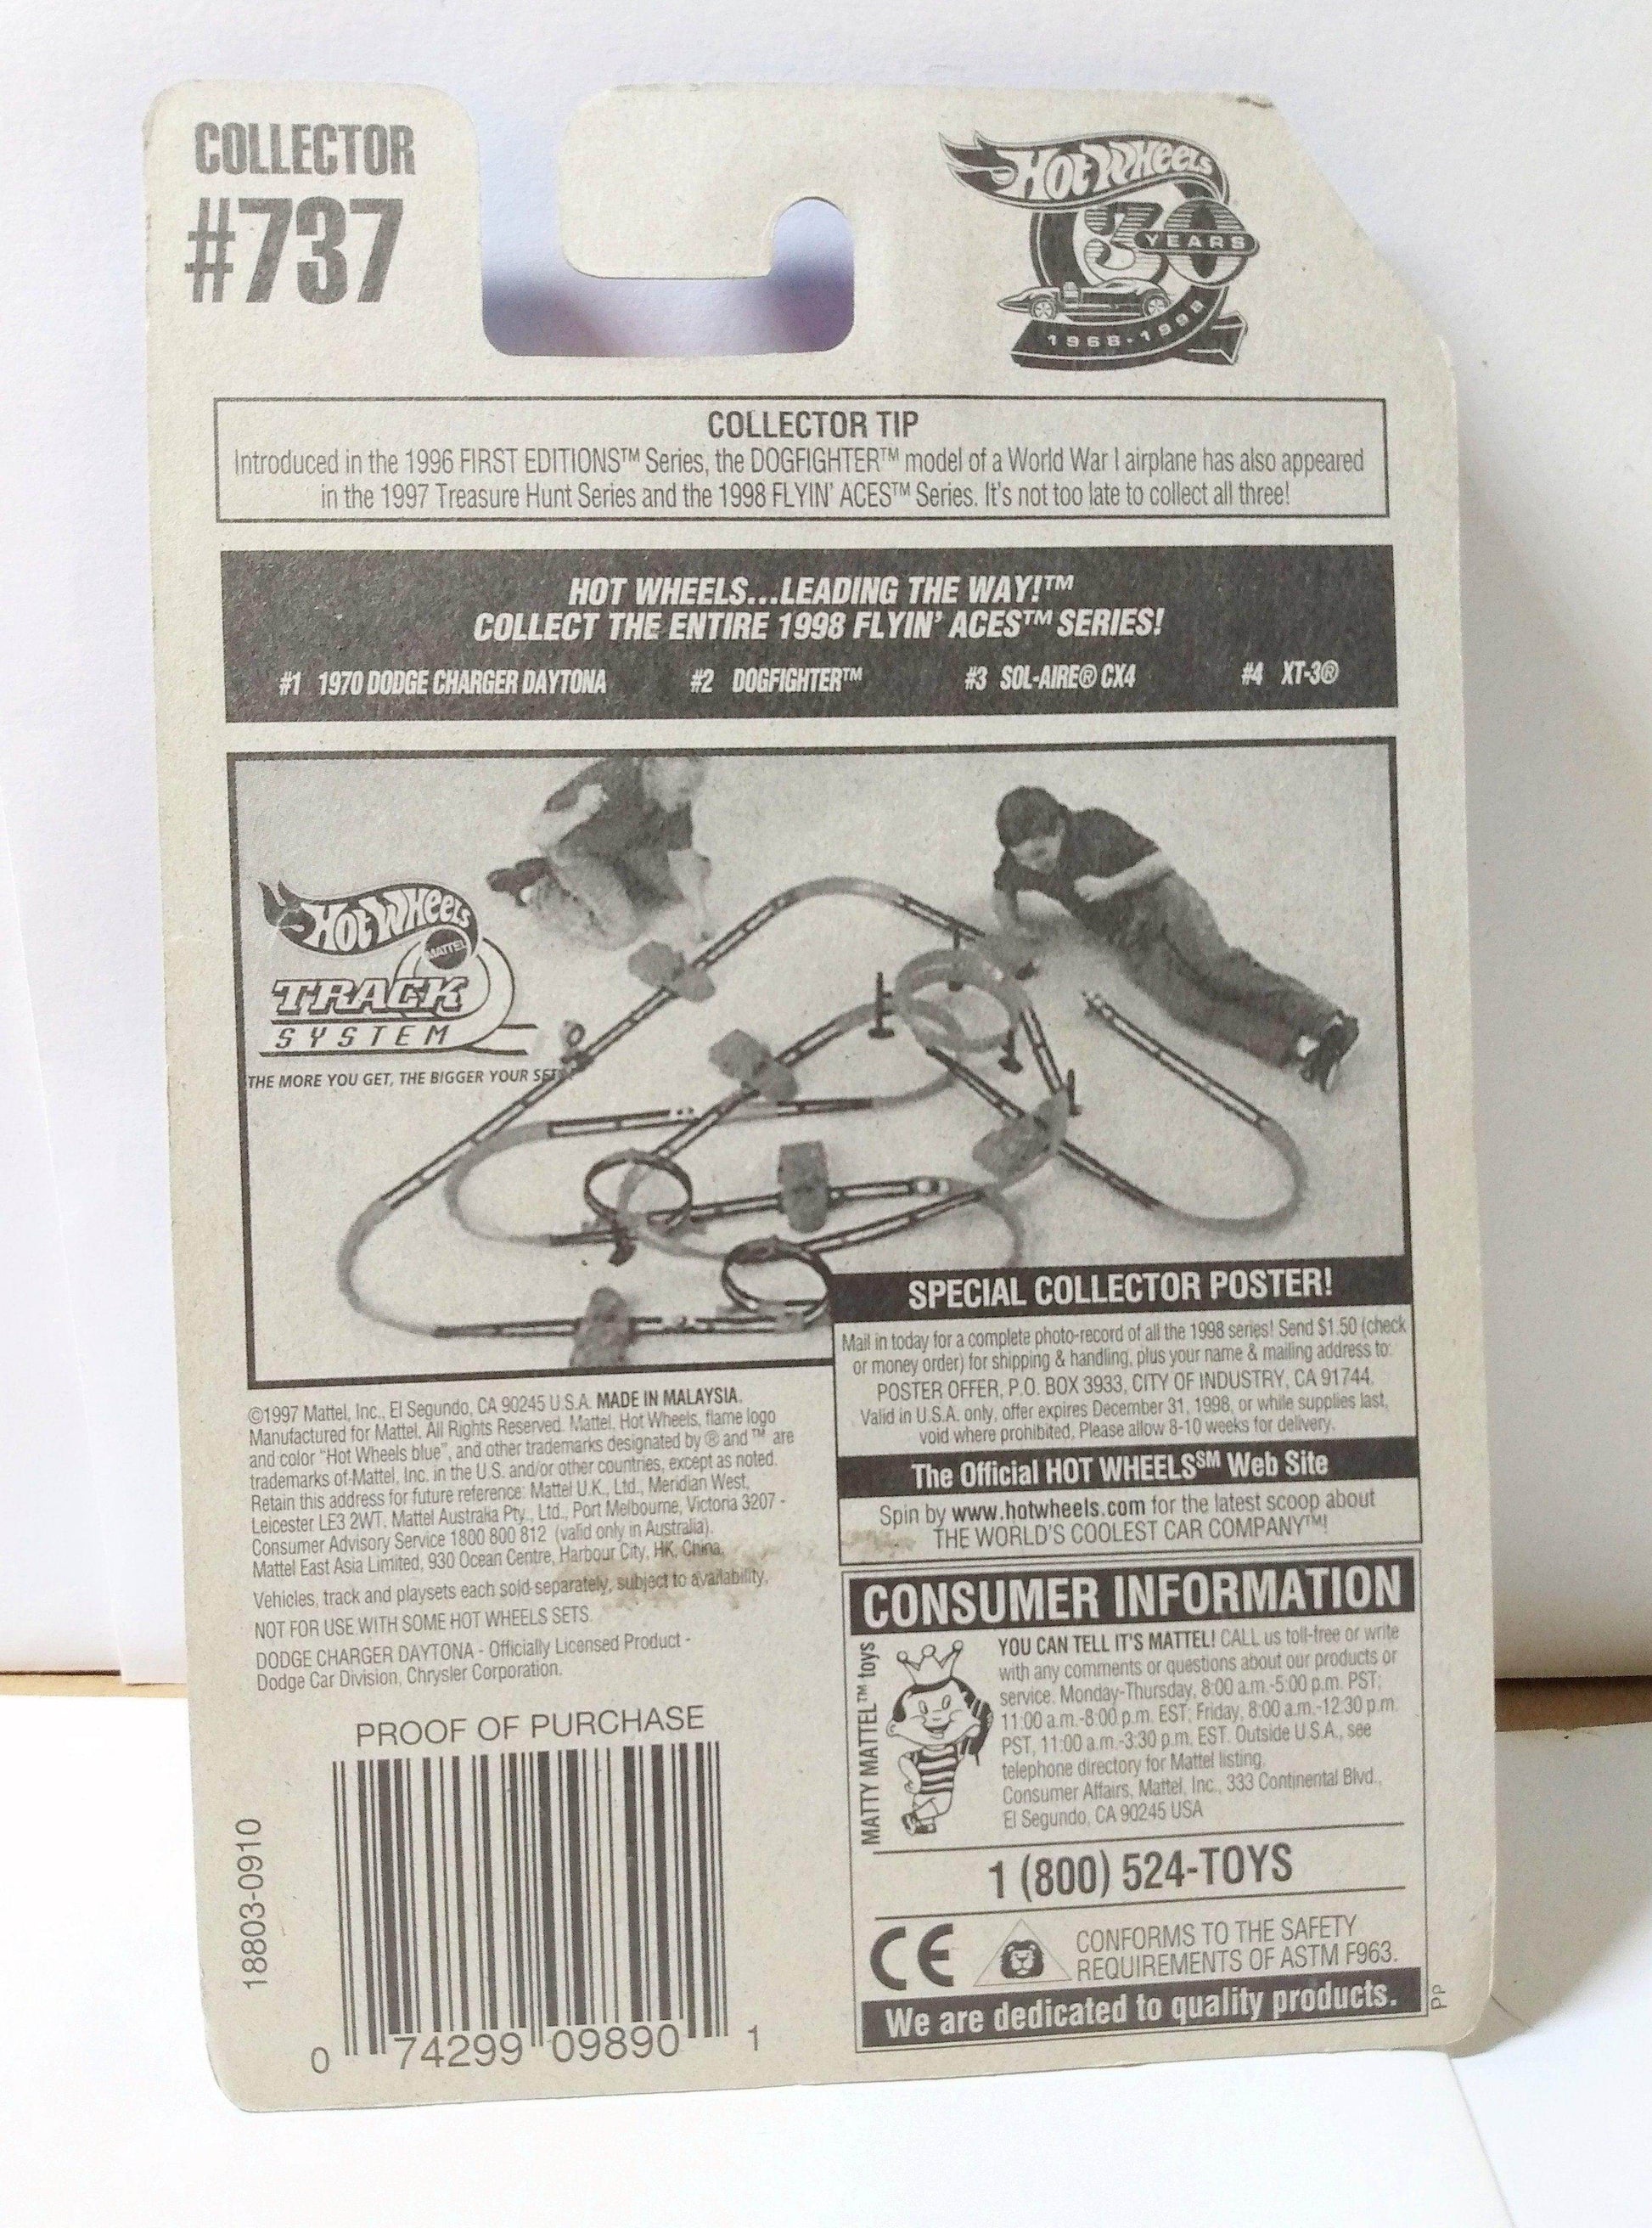 COLLECTOR
#737
HOT WHEELS
30
YEARS
1968-1998
COLLECTOR TIP
Introduced in the 1996 FIRST EDITIONS™ Series, the DOGFIGHTER™ model of a World War I airplane has also appeared
in the 1997 Treasure Hunt Series and the 1998 FLYIN' ACES™ Series. It's not too late to collect all three!
HOT WHEELS...LEADING THE WAY!™
COLLECT THE ENTIRE 1998 FLYIN' ACES™ SERIES!
#1 1970 DODGE CHARGER DAYTONA #2 DOGFIGHTER™ #3 SOL-AIRE® CX4 #4 XT-3®
HOT WHEELS
MATTEL
TRACK
SYSTEM
THE MORE YOU GET, THE BIGGER YOUR SET!
SPECIAL COLLECTOR POSTER!
Mail in today for a complete photo-record of all the 1998 series! Send $1.50 (check
or money order) for shipping & handling, plus your name & mailing address to:
POSTER OFFER, P.O. BOX 3933, CITY OF INDUSTRY, CA 91744.
Valid in U.S.A. only, offer expires December 31, 1998, or while supplies last,
void where prohibited. Please allow 8-10 weeks for delivery.
The Official HOT WHEELS℠ Web Site
Spin by www.hotwheels.com for the latest scoop about
THE WORLD'S COOLEST CAR COMPANY™!
©1997 Mattel, Inc., El Segundo, CA 90245 U.S.A. MADE IN MALAYSIA.
Manufactured for Mattel. All Rights Reserved. Mattel, Hot Wheels, flame logo
and color "Hot Wheels blue", and other trademarks designated by ® and ™ are
trademarks of Mattel, Inc. in the U.S. and/or other countries, except as noted.
Retain this address for future reference: Mattel U.K., Ltd., Meridian West,
Leicester LE3 2WT. Mattel Australia Pty., Ltd., Port Melbourne, Victoria 3207 -
Consumer Advisory Service 1800 800 812 (valid only in Australia).
Mattel East Asia Limited, 930 Ocean Centre, Harbour City, HK, China.
Vehicles, track and playsets each sold separately, subject to availability.
NOT FOR USE WITH SOME HOT WHEELS SETS.
DODGE CHARGER DAYTONA - Officially Licensed Product -
Dodge Car Division, Chrysler Corporation.
PROOF OF PURCHASE
18803-0910
0 74299 09890 1
CONSUMER INFORMATION
MATTY MATTEL™ toys
YOU CAN TELL IT'S MATTEL! CALL us toll-free or write
with any comments or questions about our products or
service. Monday-Thursday, 8:00 a.m.-5:00 p.m. PST;
11:00 a.m.-8:00 p.m. EST; Friday, 8:00 a.m.-12:30 p.m.
PST, 11:00 a.m.-3:30 p.m. EST. Outside U.S.A., see
telephone directory for Mattel listing.
Consumer Affairs, Mattel, Inc., 333 Continental Blvd.,
El Segundo, CA 90245 USA
1 (800) 524-TOYS
CE
CONFORMS TO THE SAFETY
REQUIREMENTS OF ASTM F963.
We are dedicated to quality products.
PP